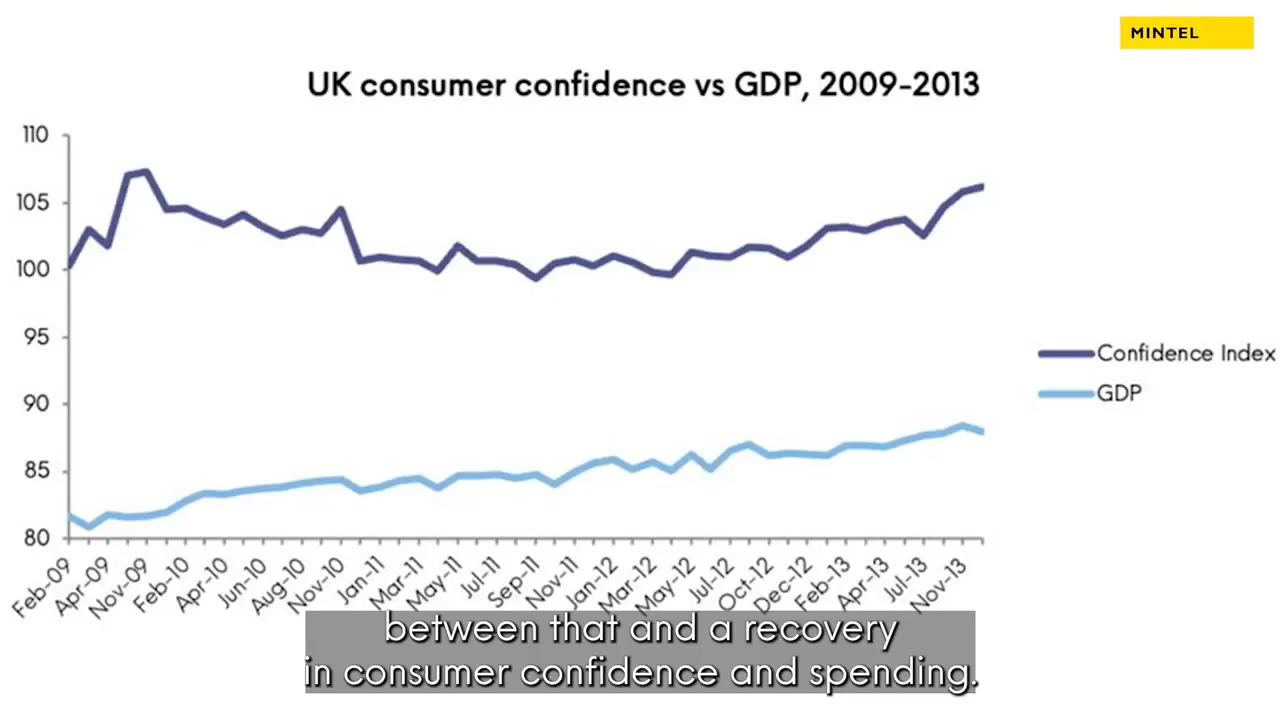 MINTEL
UK consumer confidence vs GDP, 2009-2013
110
105
100
95
90
85
80
Feb-09
Apr-09
Nov-09
Feb-10
Apr-10
Jun-10
Aug-10
Nov-10
Jan-11
Mar-11
May-11
Jul-11
Sep-11
Nov-11
Jan-12
Mar-12
May-12
Jul-12
Oct-12
Dec-12
Feb-13
Apr-13
Jul-13
Nov-13
Confidence Index
GDP
between that and a recovery
in consumer confidence and spending.